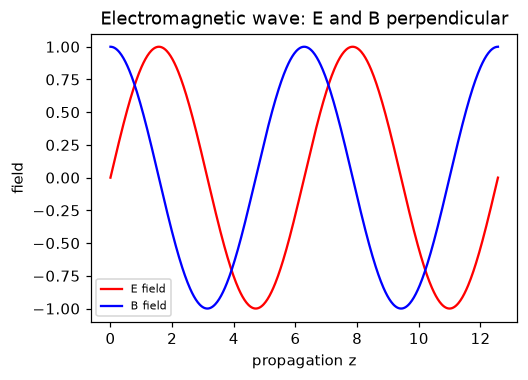 Electromagnetic wave: E and B perpendicular
1.00
0.75
0.50
0.25
0.00
−0.25
−0.50
−0.75
−1.00
field
E field
B field
0 2 4 6 8 10 12
propagation z